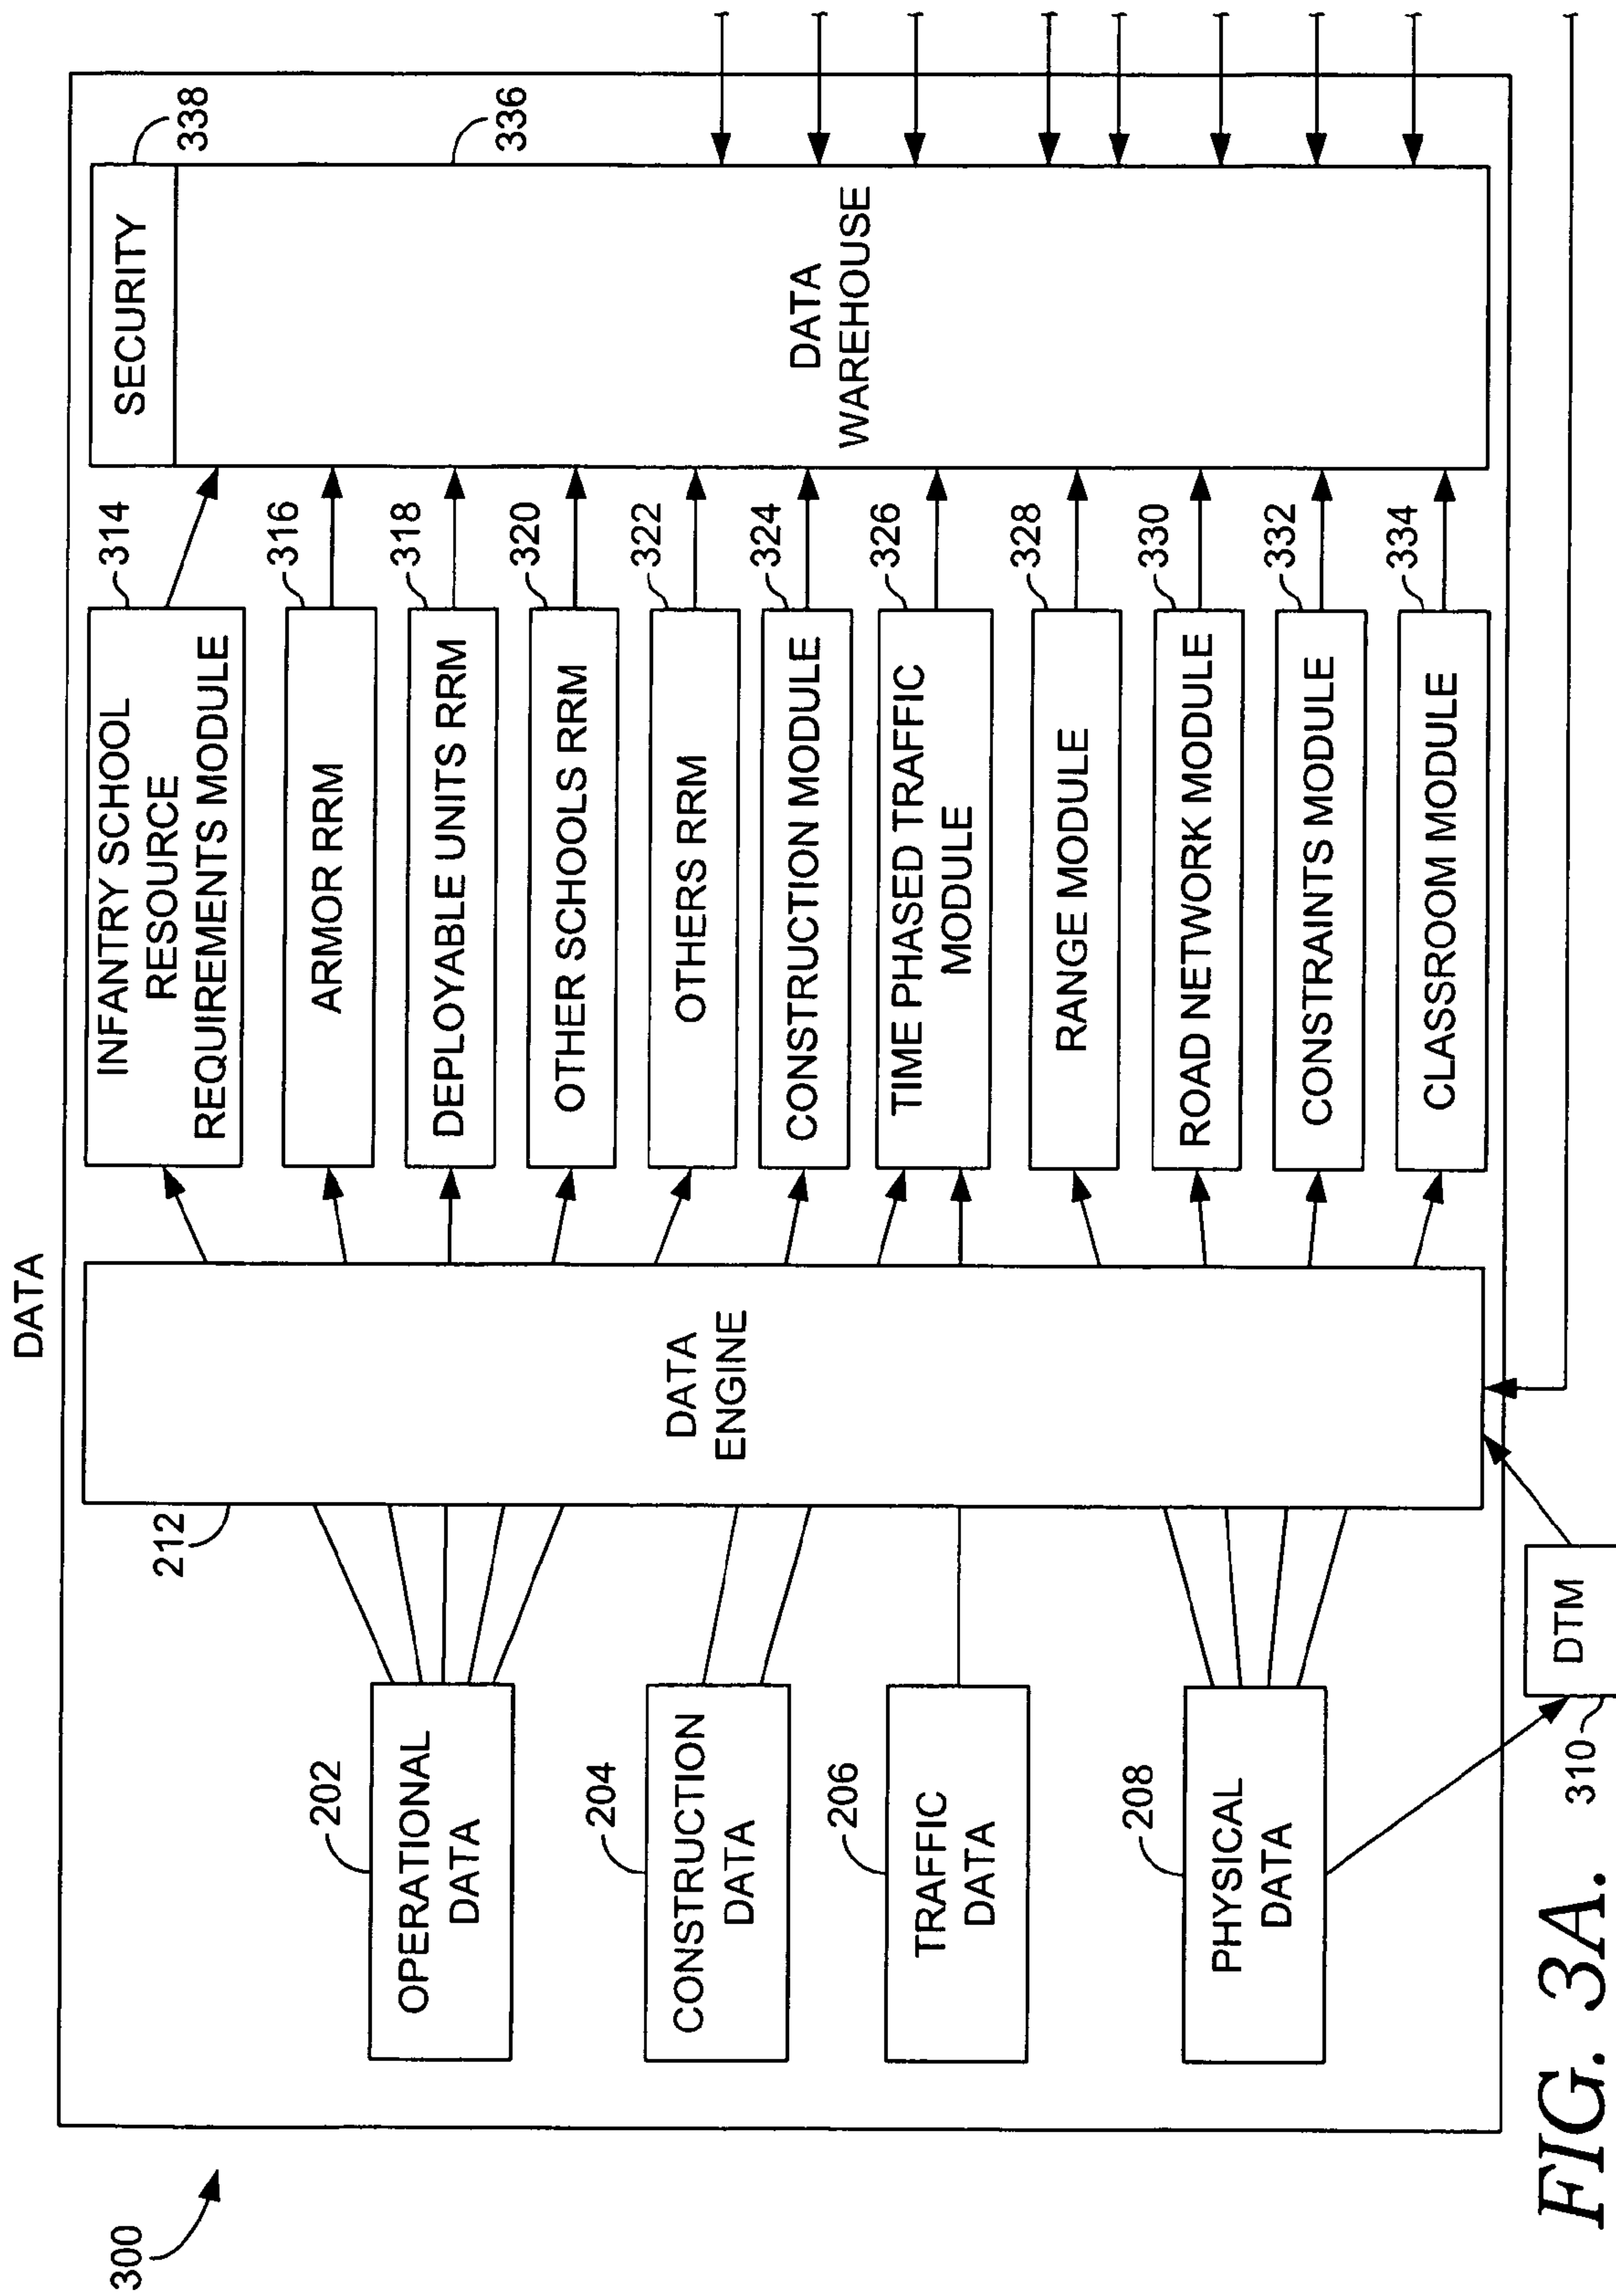 DATA
300
202
OPERATIONAL
DATA
204
CONSTRUCTION
DATA
206
TRAFFIC
DATA
208
PHYSICAL
DATA
310
DTM
212
DATA
ENGINE
INFANTRY SCHOOL
RESOURCE
REQUIREMENTS MODULE
314
ARMOR RRM
316
DEPLOYABLE UNITS RRM
318
OTHER SCHOOLS RRM
320
OTHERS RRM
322
CONSTRUCTION MODULE
324
TIME PHASED TRAFFIC
MODULE
326
RANGE MODULE
328
ROAD NETWORK MODULE
330
CONSTRAINTS MODULE
332
CLASSROOM MODULE
334
SECURITY
338
336
DATA
WAREHOUSE
FIG. 3A.